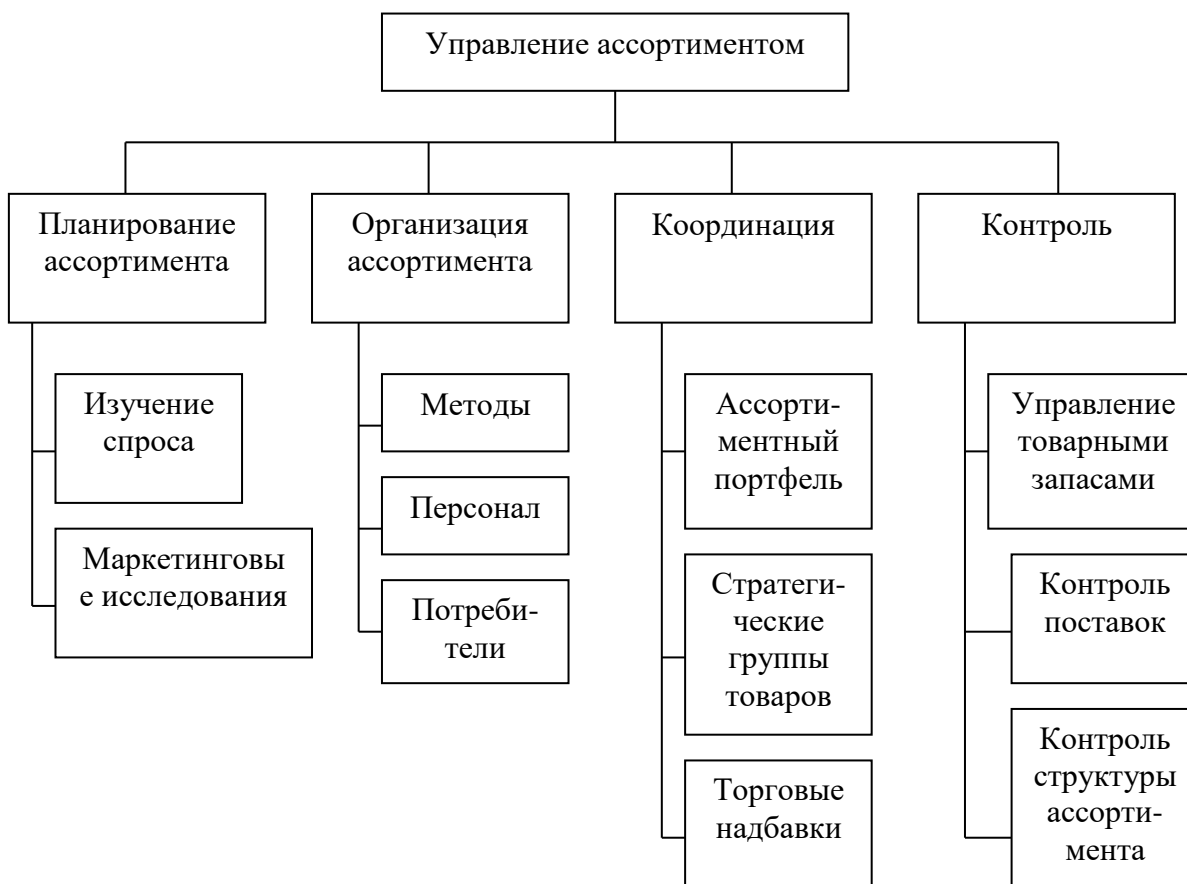 Управление ассортиментом
Планирование
ассортимента
Организация
ассортимента
Координация
Контроль
Изучение
спроса
Маркетинговы
е исследования
Методы
Персонал
Потреби-
тели
Ассорти-
ментный
портфель
Стратеги-
ческие
группы
товаров
Торговые
надбавки
Управление
товарными
запасами
Контроль
поставок
Контроль
структуры
ассорти-
мента